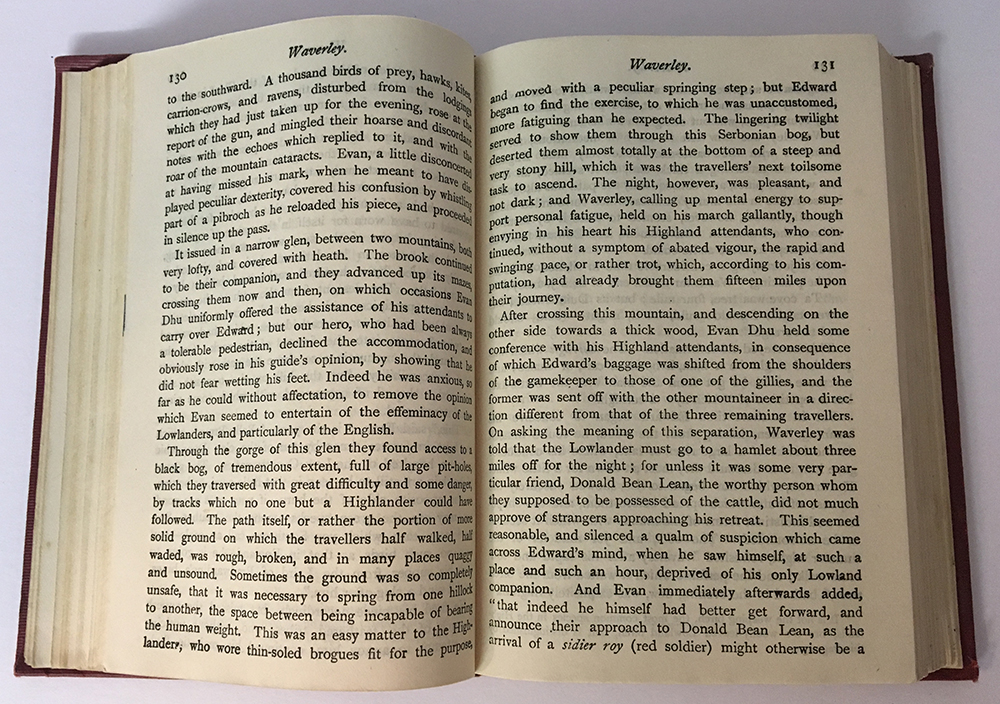 130
Waverley.
to the southward. A thousand birds of prey, hawks, kites,
carrion-crows, and ravens, disturbed from the lodgings
which they had just taken up for the evening, rose at the
report of the gun, and mingled their hoarse and discordant
notes with the echoes which replied to it, and with the
roar of the mountain cataracts. Evan, a little disconcerted
at having missed his mark, when he meant to have dis-
played peculiar dexterity, covered his confusion by whistling
part of a pibroch as he reloaded his piece, and proceeded
in silence up the pass.
It issued in a narrow glen, between two mountains, both
very lofty, and covered with heath. The brook continued
to be their companion, and they advanced up its mazes,
crossing them now and then, on which occasions Evan
Dhu uniformly offered the assistance of his attendants to
carry over Edward; but our hero, who had been always
a tolerable pedestrian, declined the accommodation, and
obviously rose in his guide's opinion, by showing that he
did not fear wetting his feet. Indeed he was anxious, so
far as he could without affectation, to remove the opinion
which Evan seemed to entertain of the effeminacy of the
Lowlanders, and particularly of the English.
Through the gorge of this glen they found access to a
black bog, of tremendous extent, full of large pit-holes,
which they traversed with great difficulty and some danger,
by tracks which no one but a Highlander could have
followed. The path itself, or rather the portion of more
solid ground on which the travellers half walked, half
waded, was rough, broken, and in many places quaggy
and unsound. Sometimes the ground was so completely
unsafe, that it was necessary to spring from one hillock
to another, the space between being incapable of bearing
the human weight. This was an easy matter to the High-
landers, who wore thin-soled brogues fit for the purpose,
Waverley.
131
and moved with a peculiar springing step; but Edward
began to find the exercise, to which he was unaccustomed,
more fatiguing than he expected. The lingering twilight
served to show them through this Serbonian bog, but
deserted them almost totally at the bottom of a steep and
very stony hill, which it was the travellers' next toilsome
task to ascend. The night, however, was pleasant, and
not dark; and Waverley, calling up mental energy to sup-
port personal fatigue, held on his march gallantly, though
envying in his heart his Highland attendants, who con-
tinued, without a symptom of abated vigour, the rapid and
swinging pace, or rather trot, which, according to his com-
putation, had already brought them fifteen miles upon
their journey.
After crossing this mountain, and descending on the
other side towards a thick wood, Evan Dhu held some
conference with his Highland attendants, in consequence
of which Edward's baggage was shifted from the shoulders
of the gamekeeper to those of one of the gillies, and the
former was sent off with the other mountaineer in a direc-
tion different from that of the three remaining travellers.
On asking the meaning of this separation, Waverley was
told that the Lowlander must go to a hamlet about three
miles off for the night; for unless it was some very par-
ticular friend, Donald Bean Lean, the worthy person whom
they supposed to be possessed of the cattle, did not much
approve of strangers approaching his retreat. This seemed
reasonable, and silenced a qualm of suspicion which came
across Edward's mind, when he saw himself, at such a
place and such an hour, deprived of his only Lowland
companion. And Evan immediately afterwards added,
"that indeed he himself had better get forward, and
announce their approach to Donald Bean Lean, as the
arrival of a sidier roy (red soldier) might otherwise be a